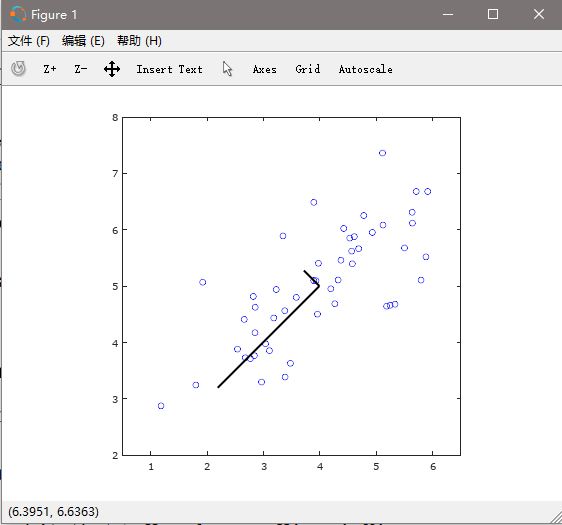 Figure 1
文件 (F) 编辑 (E) 帮助 (H)
Z+ Z- Insert Text Axes Grid Autoscale
8
7
6
5
4
3
2
1 2 3 4 5 6
(6.3951, 6.6363)